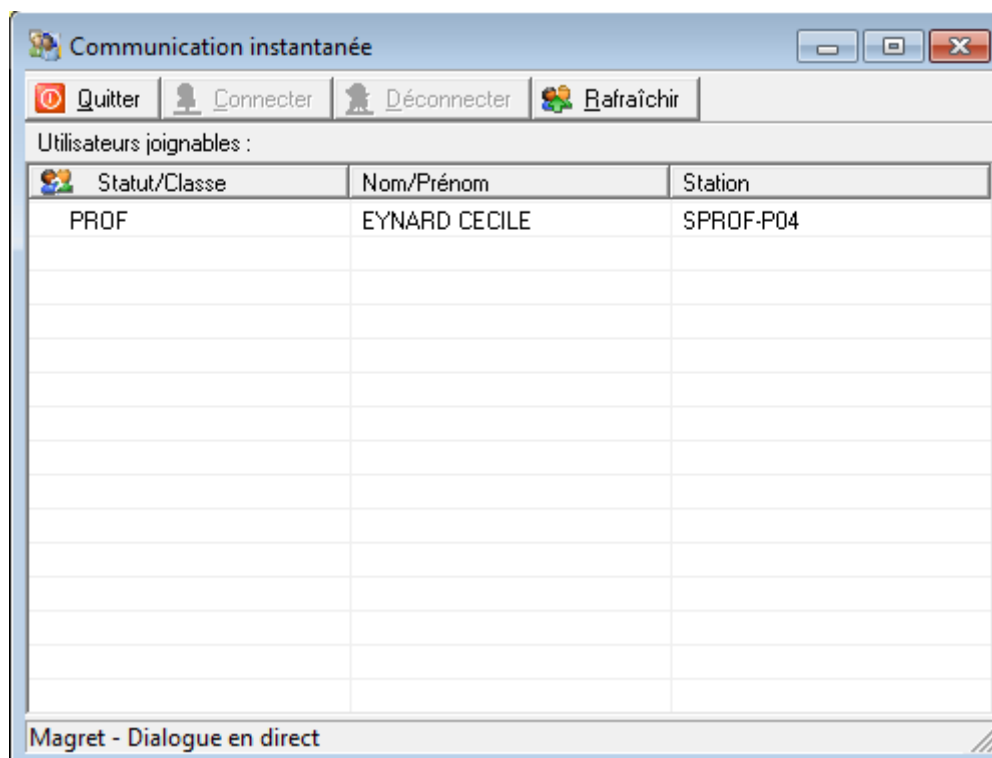 Communication instantanée
Quitter Connecter Déconnecter Rafraîchir
Utilisateurs joignables :
Statut/Classe Nom/Prénom Station
PROF EYNARD CECILE SPROF-P04
Magret - Dialogue en direct